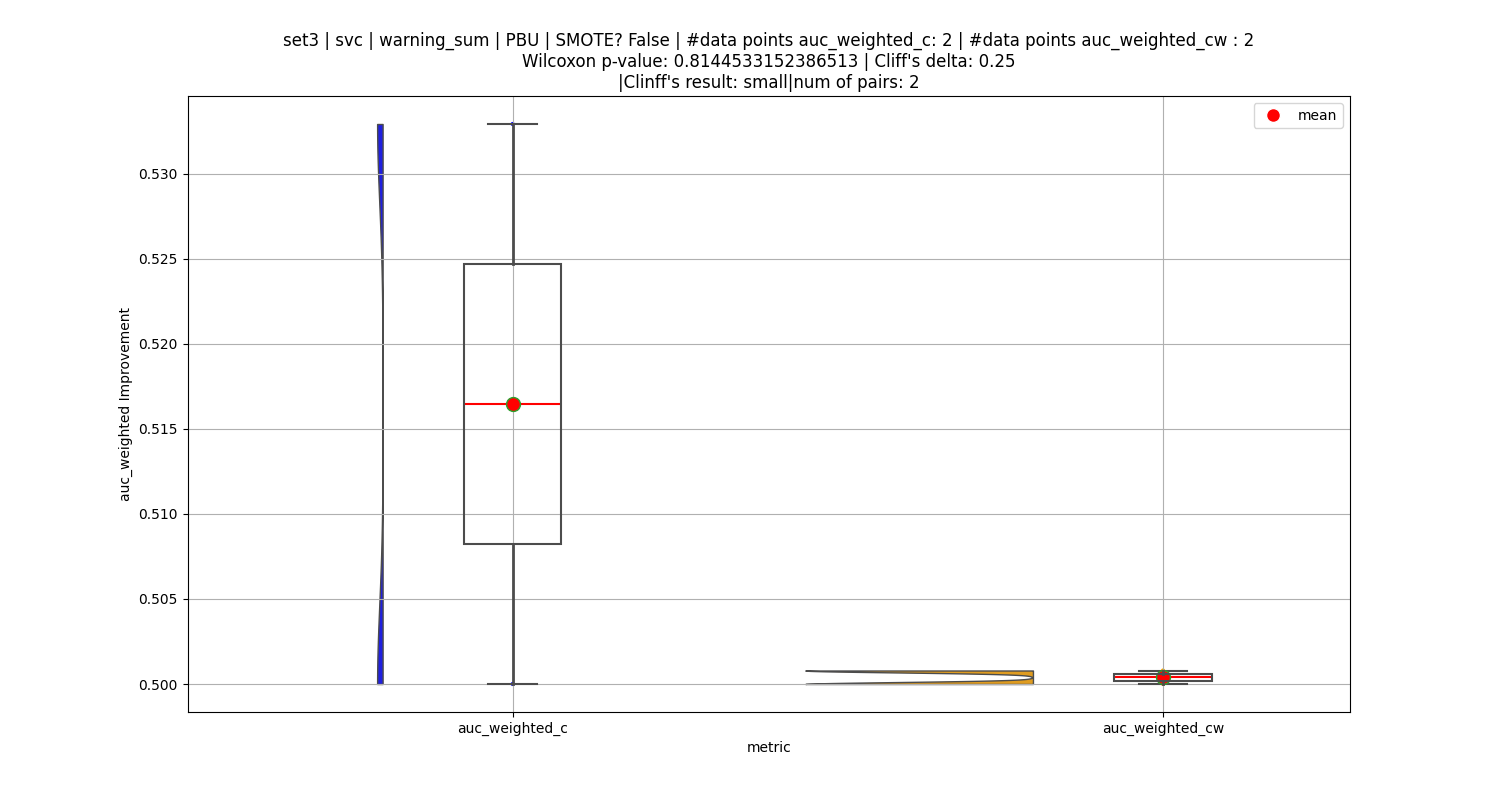 set3 | svc | warning_sum | PBU | SMOTE? False | #data points auc_weighted_c: 2 | #data points auc_weighted_cw : 2
Wilcoxon p-value: 0.8144533152386513 | Cliff's delta: 0.25
|Clinff's result: small|num of pairs: 2
mean
0.530
0.525
0.520
0.515
0.510
0.505
0.500
auc_weighted Improvement
auc_weighted_c
auc_weighted_cw
metric